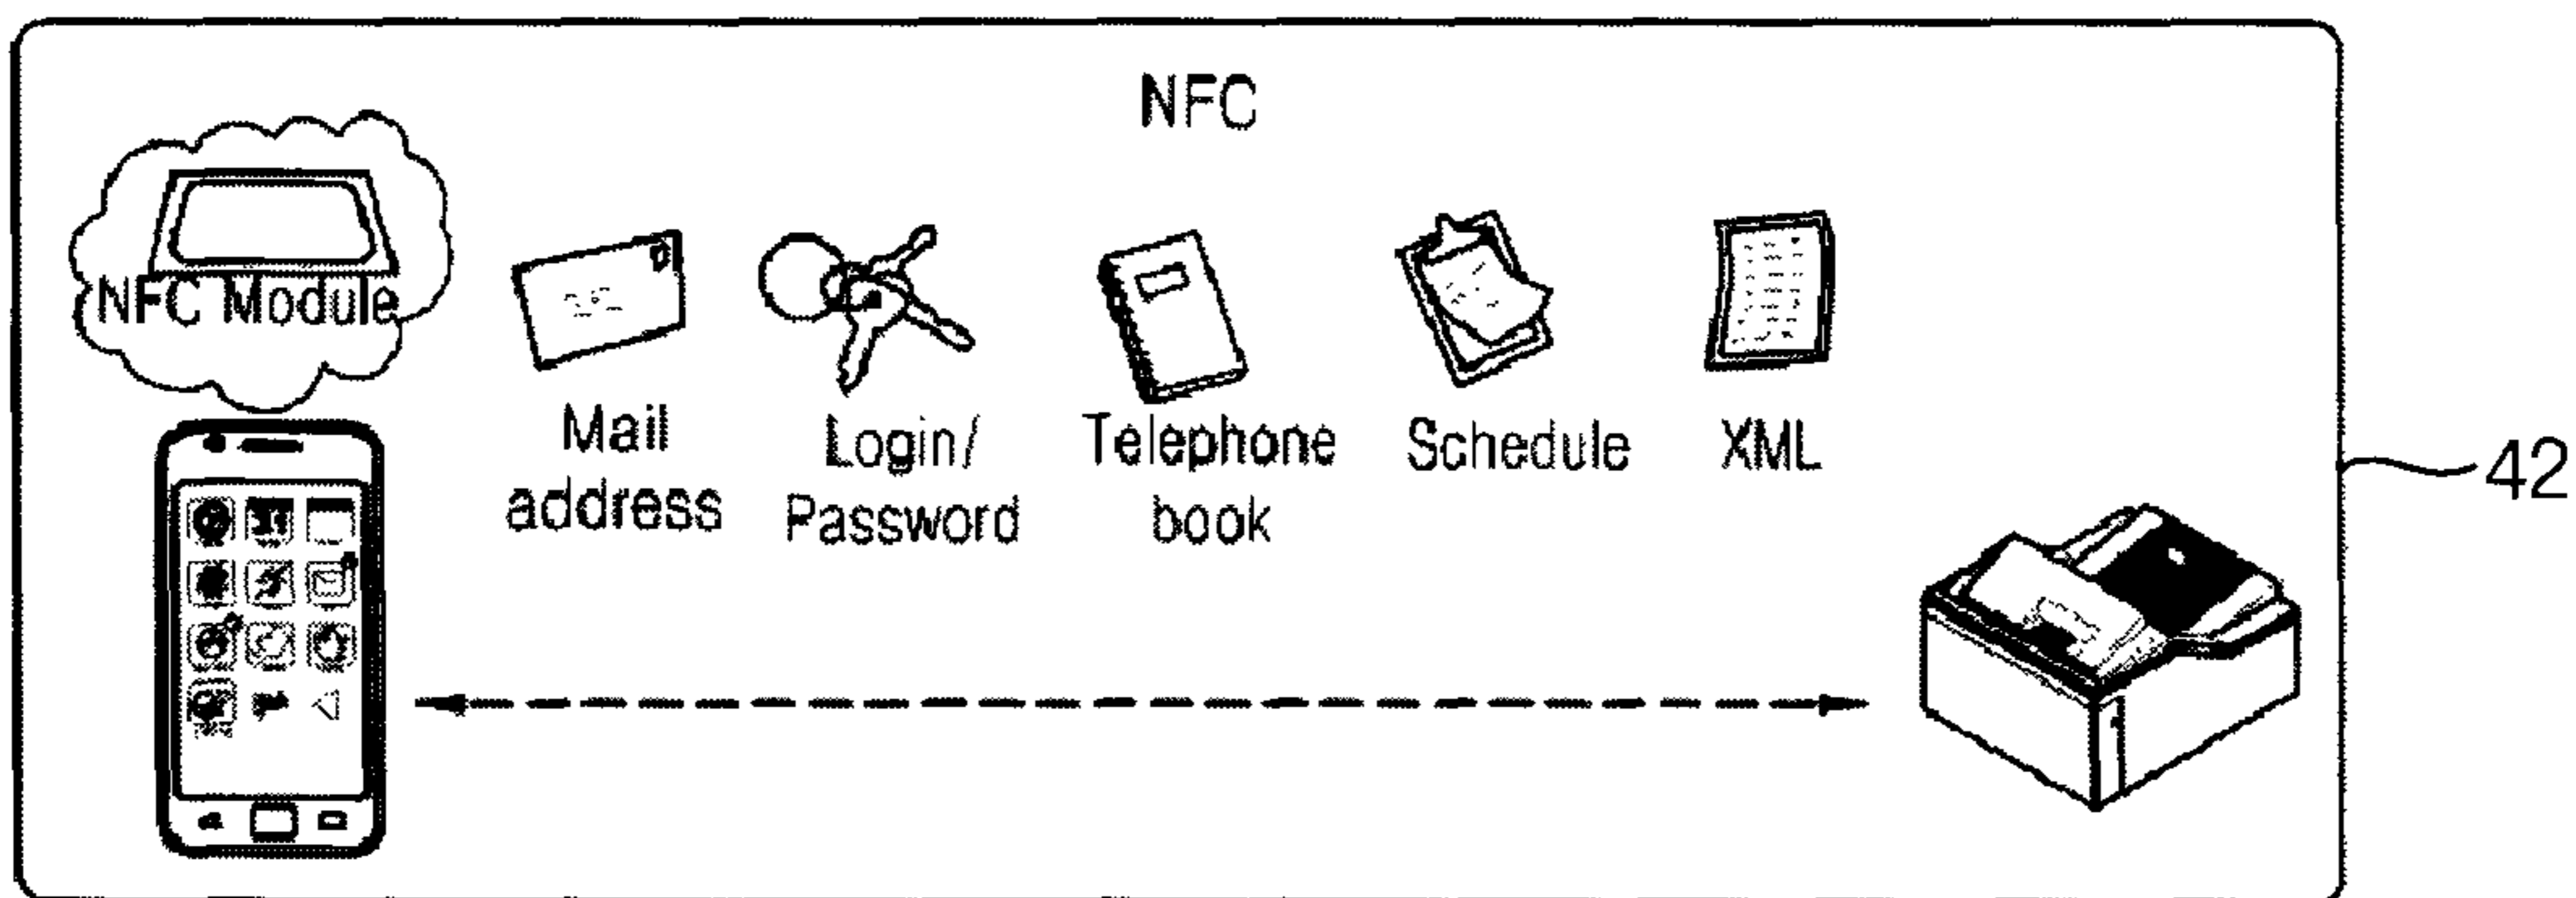 NFC
NFC Module
Mail
address
Login/
Password
Telephone
book
Schedule
XML
42